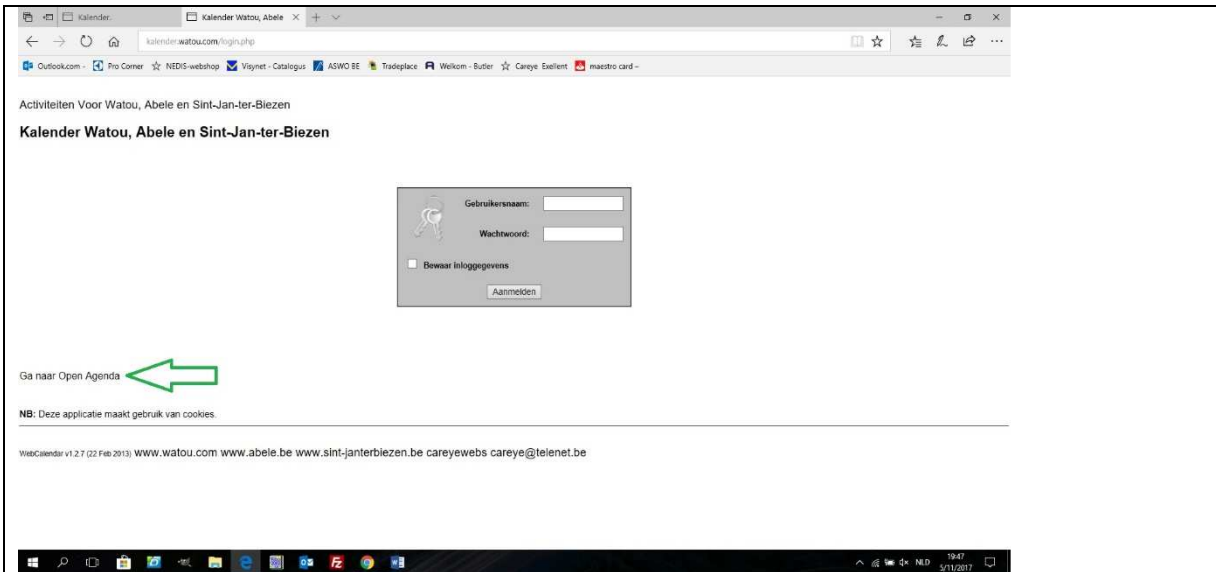 Kalender.
Kalender Watou, Abele
kalender.watou.com/login.php
Outlook.com - Pro Corner NEDIS-webshop Visynet - Catalogus ASWO BE Tradeplace Welkom - Butler Careye Exellent maestro card –
Activiteiten Voor Watou, Abele en Sint-Jan-ter-Biezen
Kalender Watou, Abele en Sint-Jan-ter-Biezen
Gebruikersnaam:
Wachtwoord:
Bewaar inloggegevens
Aanmelden
Ga naar Open Agenda
NB: Deze applicatie maakt gebruik van cookies.
WebCalendar v1.2.7 (22 Feb 2013) www.watou.com www.abele.be www.sint-janterbiezen.be careyewebs careye@telenet.be
NLD
19:47
5/11/2017